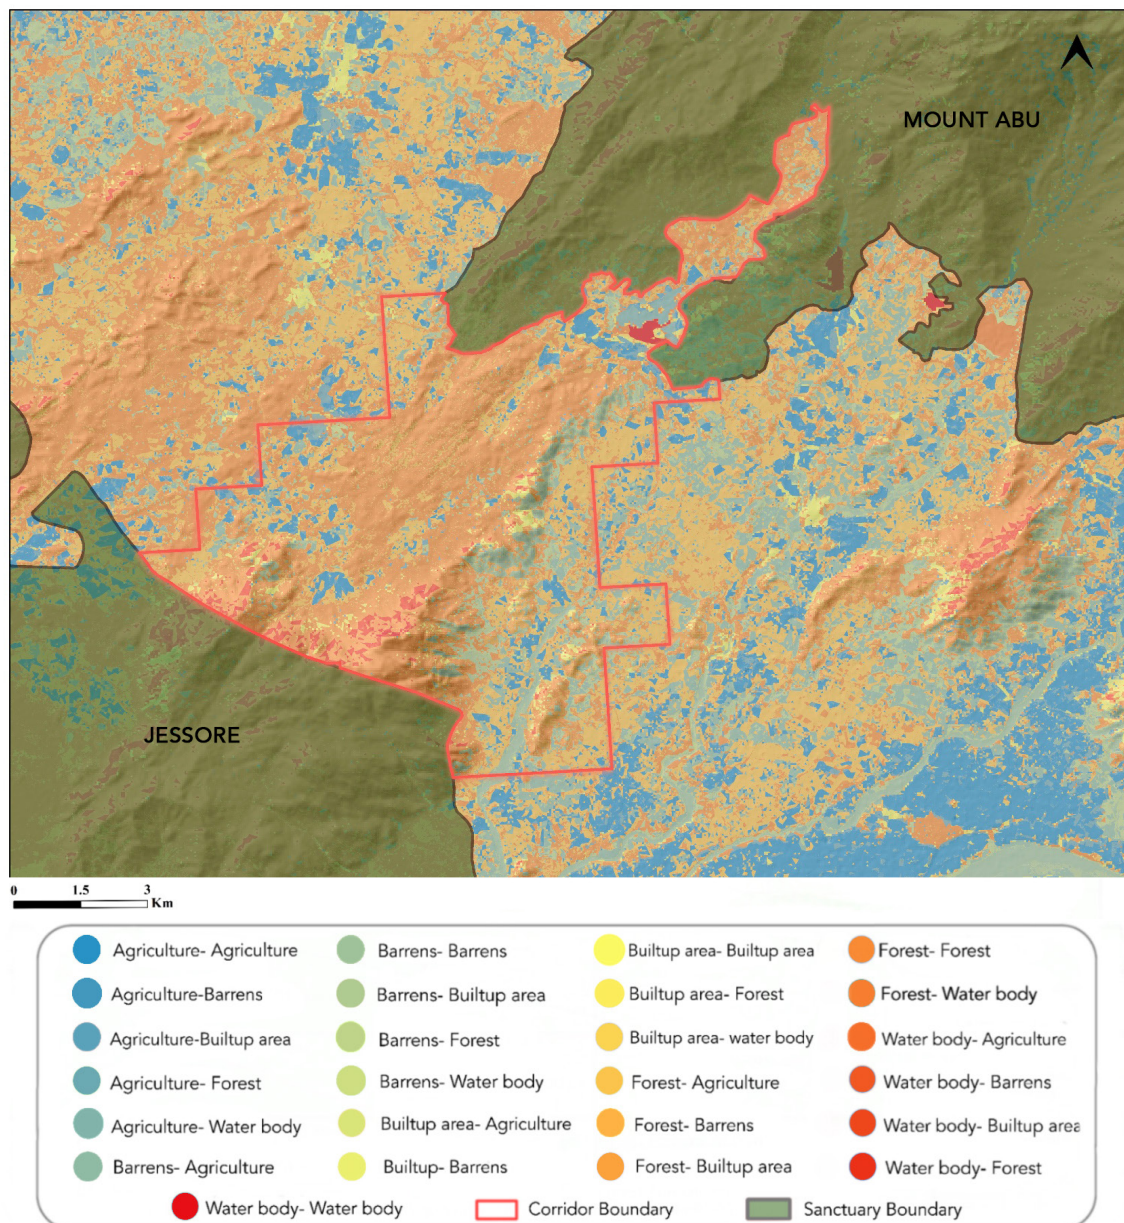 MOUNT ABU
JESSORE
0 1.5 3
Km
Agriculture- Agriculture
Barrens- Barrens
Builtup area- Builtup area
Forest- Forest
Agriculture-Barrens
Barrens- Builtup area
Builtup area- Forest
Forest- Water body
Agriculture-Builtup area
Barrens- Forest
Builtup area- water body
Water body- Agriculture
Agriculture- Forest
Barrens- Water body
Forest- Agriculture
Water body- Barrens
Agriculture- Water body
Builtup area- Agriculture
Forest- Barrens
Water body- Builtup area
Barrens- Agriculture
Builtup- Barrens
Forest- Builtup area
Water body- Forest
Water body- Water body
Corridor Boundary
Sanctuary Boundary